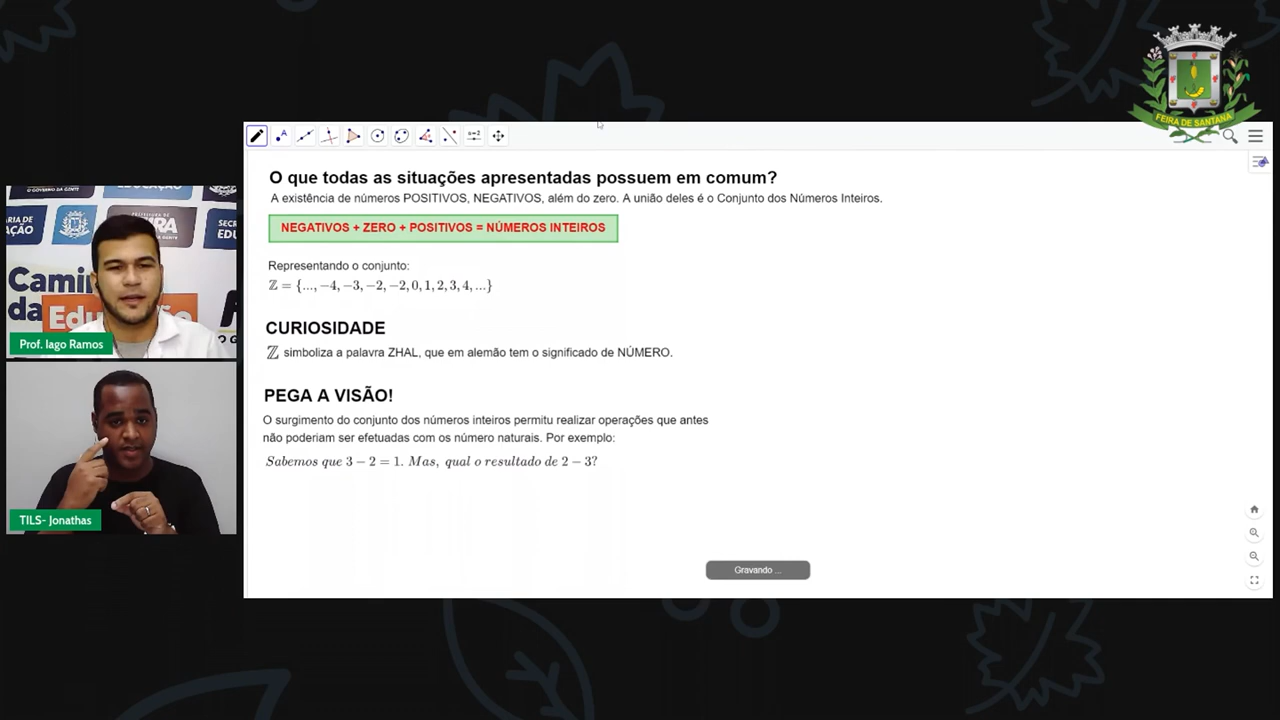 FEIRA DE SANTANA
O que todas as situações apresentadas possuem em comum?
A existência de números POSITIVOS, NEGATIVOS, além do zero. A união deles é o Conjunto dos Números Inteiros.
NEGATIVOS + ZERO + POSITIVOS = NÚMEROS INTEIROS
Representando o conjunto:
ℤ = {..., −4, −3, −2, −2, 0, 1, 2, 3, 4, ...}
CURIOSIDADE
ℤ simboliza a palavra ZHAL, que em alemão tem o significado de NÚMERO.
PEGA A VISÃO!
O surgimento do conjunto dos números inteiros permitu realizar operações que antes
não poderiam ser efetuadas com os número naturais. Por exemplo:
Sabemos que 3 − 2 = 1. Mas, qual o resultado de 2 − 3?
Gravando ...
Prof. Iago Ramos
TILS- Jonathas